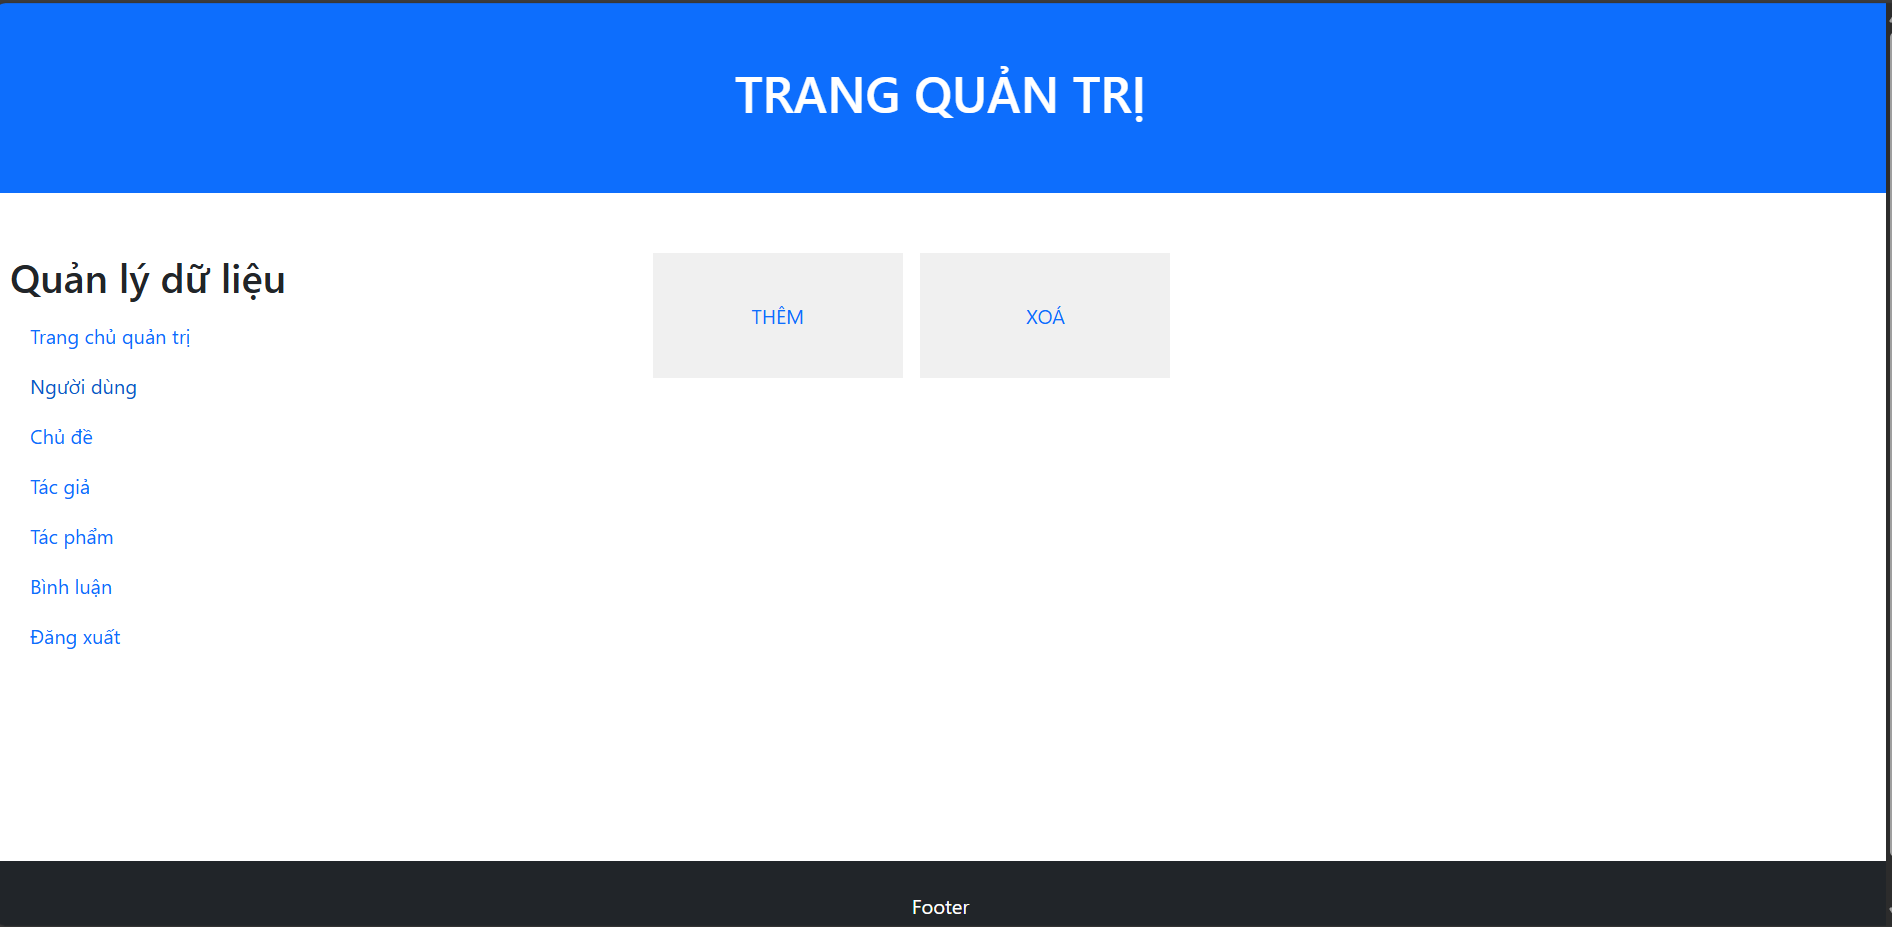 TRANG QUẢN TRỊ
Quản lý dữ liệu
Trang chủ quản trị
Người dùng
Chủ đề
Tác giả
Tác phẩm
Bình luận
Đăng xuất
THÊM
XOÁ
Footer